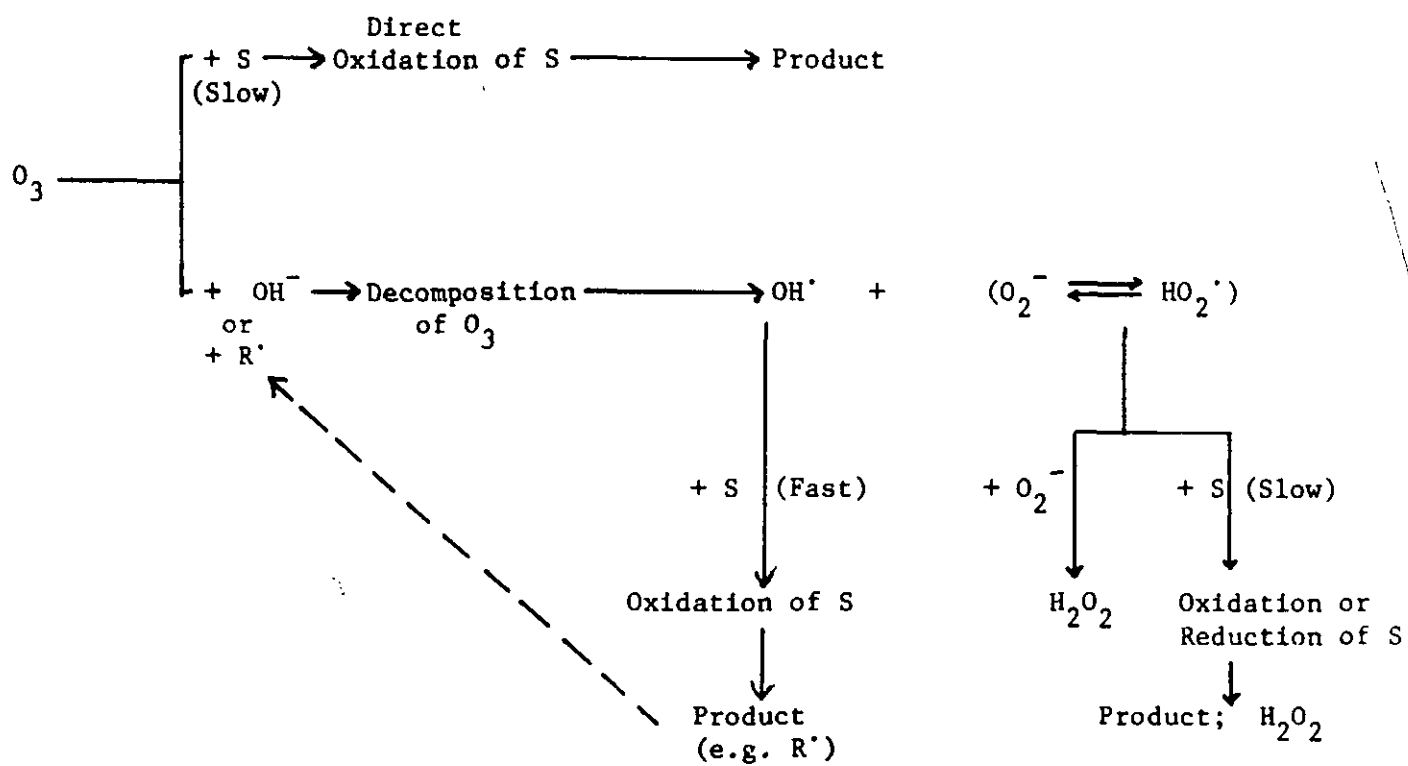 Direct
+ S → Oxidation of S → Product
(Slow)
O₃
+ OH⁻ → Decomposition of O₃ → OH˙ + (O₂⁻ ⇌ HO₂˙)
or
+ R˙
+ S (Fast)
+ O₂⁻
+ S (Slow)
Oxidation of S
H₂O₂
Oxidation or
Reduction of S
Product
(e.g. R˙)
Product; H₂O₂